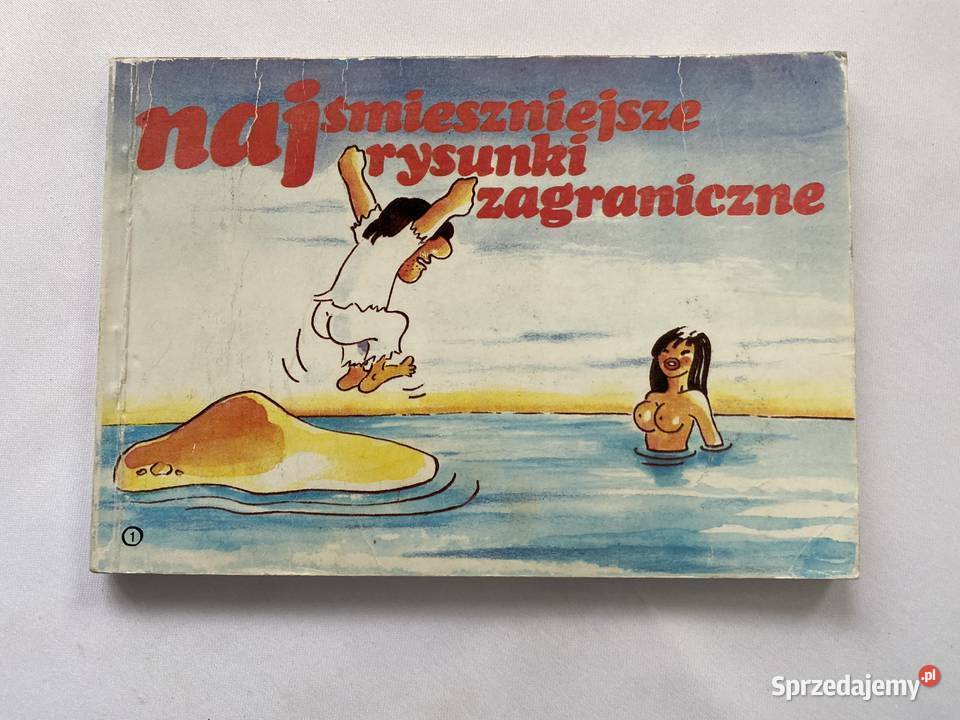 najśmieszniejsze
rysunki
zagraniczne
1
Sprzedajemy.pl